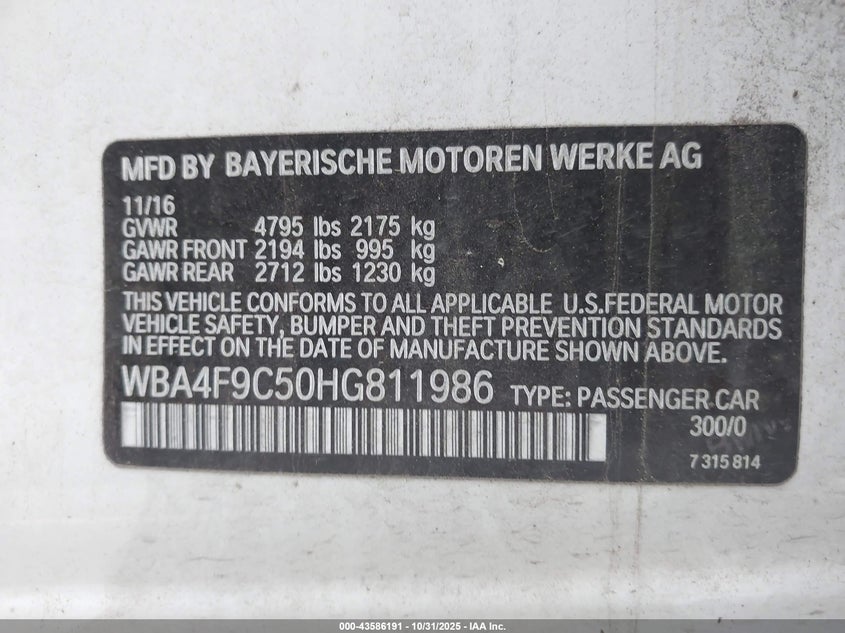 MFD BY BAYERISCHE MOTOREN WERKE AG
11/16
GVWR 4795 lbs 2175 kg
GAWR FRONT 2194 lbs 995 kg
GAWR REAR 2712 lbs 1230 kg
THIS VEHICLE CONFORMS TO ALL APPLICABLE U.S.FEDERAL MOTOR
VEHICLE SAFETY, BUMPER AND THEFT PREVENTION STANDARDS
IN EFFECT ON THE DATE OF MANUFACTURE SHOWN ABOVE.
WBA4F9C50HG811986 TYPE: PASSENGER CAR
300/0
7 315 814
000-43586191 - 10/31/2025 - IAA Inc.